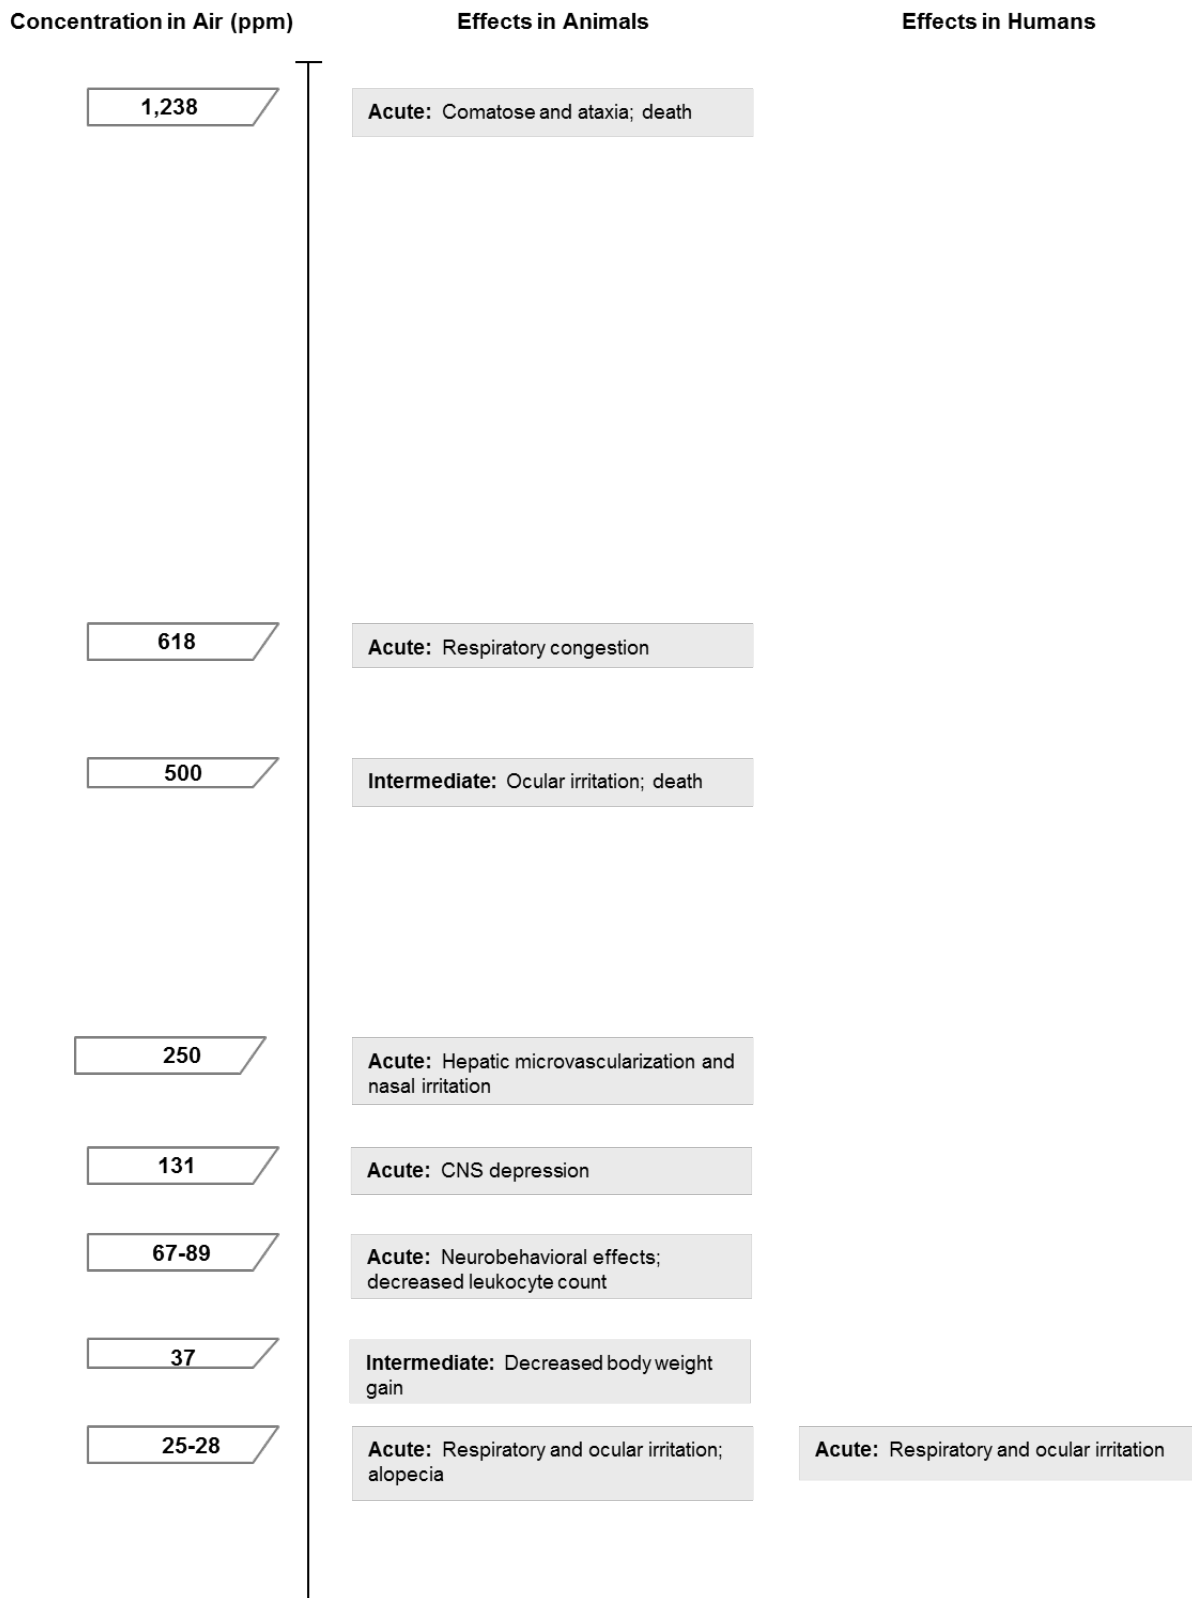 Concentration in Air (ppm)
Effects in Animals
Effects in Humans
1,238
Acute: Comatose and ataxia; death
618
Acute: Respiratory congestion
500
Intermediate: Ocular irritation; death
250
Acute: Hepatic microvascularization and
nasal irritation
131
Acute: CNS depression
67-89
Acute: Neurobehavioral effects;
decreased leukocyte count
37
Intermediate: Decreased body weight
gain
25-28
Acute: Respiratory and ocular irritation;
alopecia
Acute: Respiratory and ocular irritation